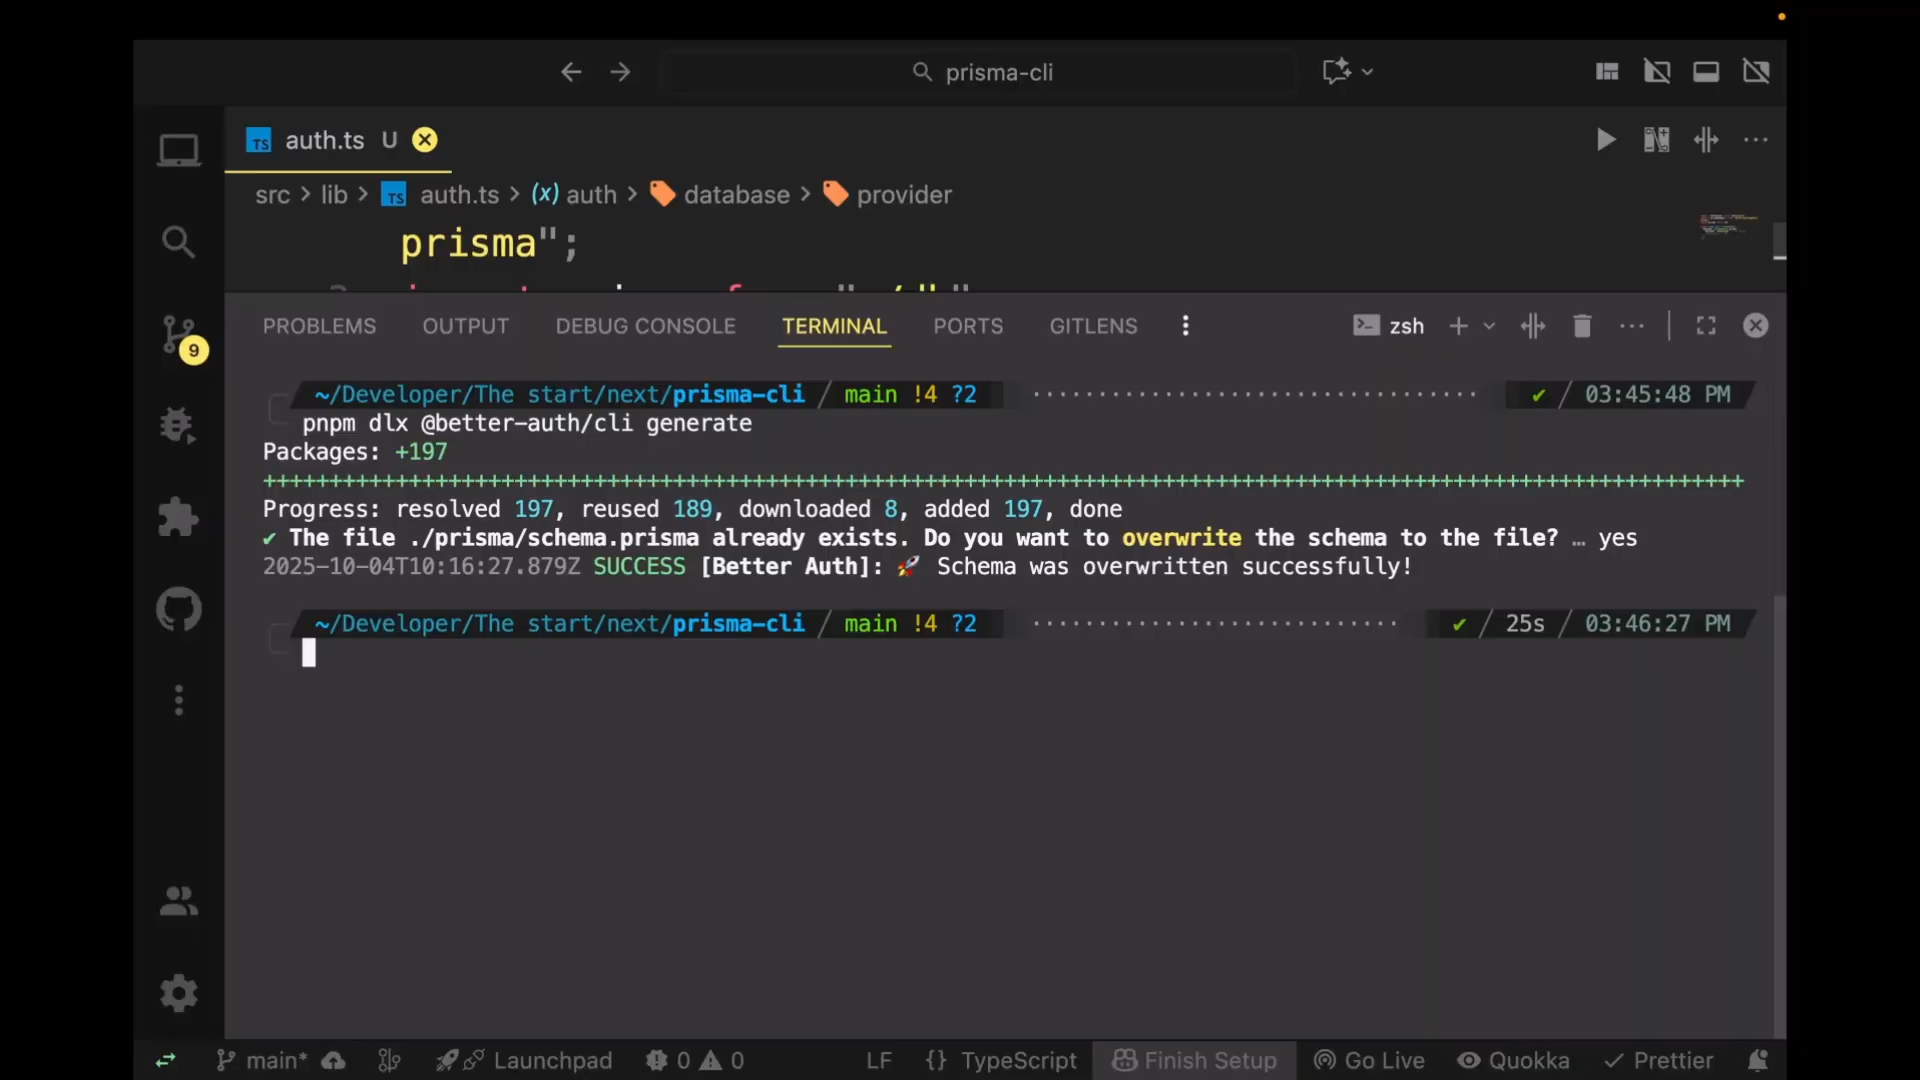 prisma-cli
TS auth.ts U
src > lib > TS auth.ts > (x) auth > database > provider
prisma";
PROBLEMS OUTPUT DEBUG CONSOLE TERMINAL PORTS GITLENS zsh
9
~/Developer/The start/next/prisma-cli / main !4 ?2 ✔ / 03:45:48 PM
pnpm dlx @better-auth/cli generate
Packages: +197
++++++++++++++++++++++++++++++++++++++++++++++++++++++++++++++++++++++++++++++++++++++++++++++++++++++++++++++++
Progress: resolved 197, reused 189, downloaded 8, added 197, done
✔ The file ./prisma/schema.prisma already exists. Do you want to overwrite the schema to the file? … yes
2025-10-04T10:16:27.879Z SUCCESS [Better Auth]: 🚀 Schema was overwritten successfully!
~/Developer/The start/next/prisma-cli / main !4 ?2 ✔ / 25s / 03:46:27 PM
main* Launchpad 0 0 LF {} TypeScript Finish Setup Go Live Quokka Prettier